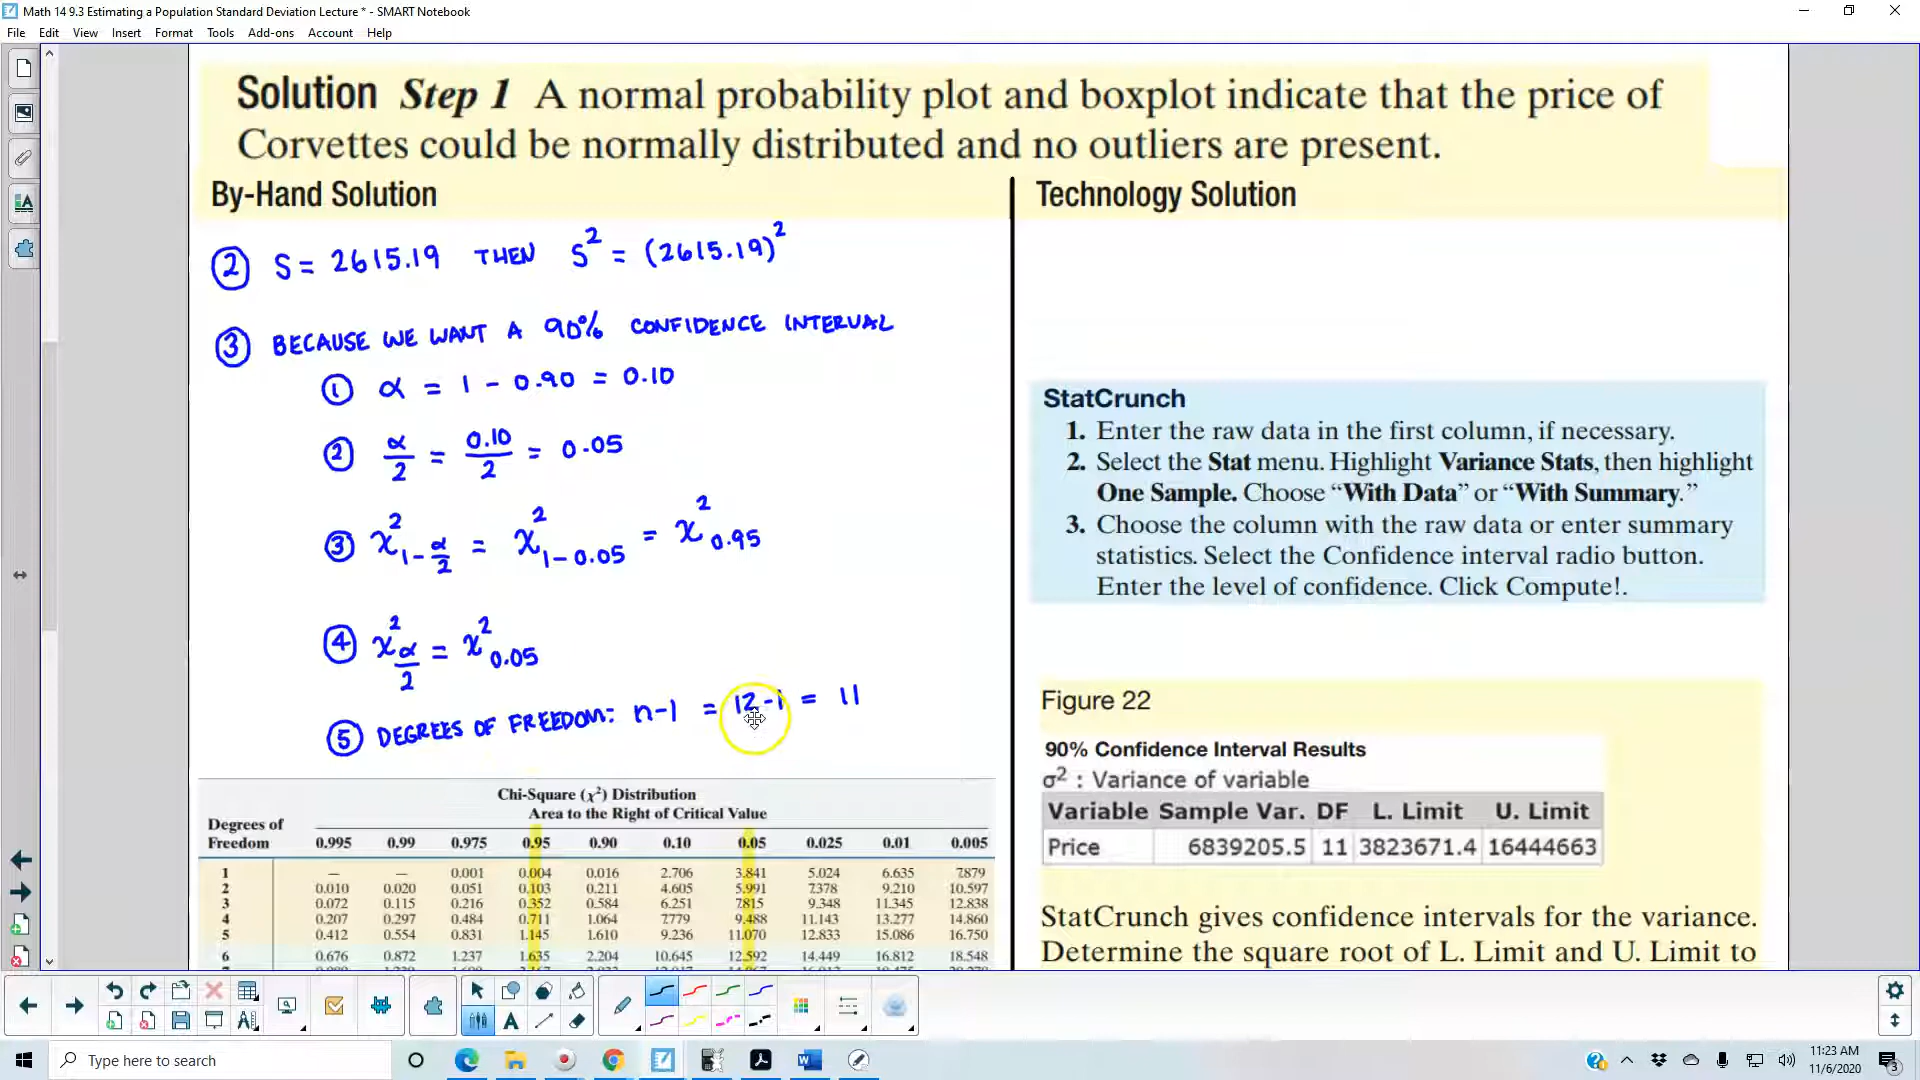 Math 14 9.3 Estimating a Population Standard Deviation Lecture * - SMART Notebook
File Edit View Insert Format Tools Add-ons Account Help
Solution Step 1 A normal probability plot and boxplot indicate that the price of
Corvettes could be normally distributed and no outliers are present.
By-Hand Solution
② S = 2615.19 THEN S² = (2615.19)²
③ BECAUSE WE WANT A 90% CONFIDENCE INTERVAL
① α = 1 - 0.90 = 0.10
② α/2 = 0.10/2 = 0.05
③ χ²_{1-α/2} = χ²_{1-0.05} = χ²_{0.95}
④ χ²_{α/2} = χ²_{0.05}
⑤ DEGREES OF FREEDOM: n-1 = 12-1 = 11
Chi-Square (χ²) Distribution
Area to the Right of Critical Value
Degrees of
Freedom 0.995 0.99 0.975 0.95 0.90 0.10 0.05 0.025 0.01 0.005
1 — — 0.001 0.004 0.016 2.706 3.841 5.024 6.635 7.879
2 0.010 0.020 0.051 0.103 0.211 4.605 5.991 7.378 9.210 10.597
3 0.072 0.115 0.216 0.352 0.584 6.251 7.815 9.348 11.345 12.838
4 0.207 0.297 0.484 0.711 1.064 7.779 9.488 11.143 13.277 14.860
5 0.412 0.554 0.831 1.145 1.610 9.236 11.070 12.833 15.086 16.750
6 0.676 0.872 1.237 1.635 2.204 10.645 12.592 14.449 16.812 18.548
Technology Solution
StatCrunch
1. Enter the raw data in the first column, if necessary.
2. Select the Stat menu. Highlight Variance Stats, then highlight
One Sample. Choose “With Data” or “With Summary.”
3. Choose the column with the raw data or enter summary
statistics. Select the Confidence interval radio button.
Enter the level of confidence. Click Compute!.
Figure 22
90% Confidence Interval Results
σ² : Variance of variable
Variable Sample Var. DF L. Limit U. Limit
Price 6839205.5 11 3823671.4 16444663
StatCrunch gives confidence intervals for the variance.
Determine the square root of L. Limit and U. Limit to
Type here to search
11:23 AM
11/6/2020
3